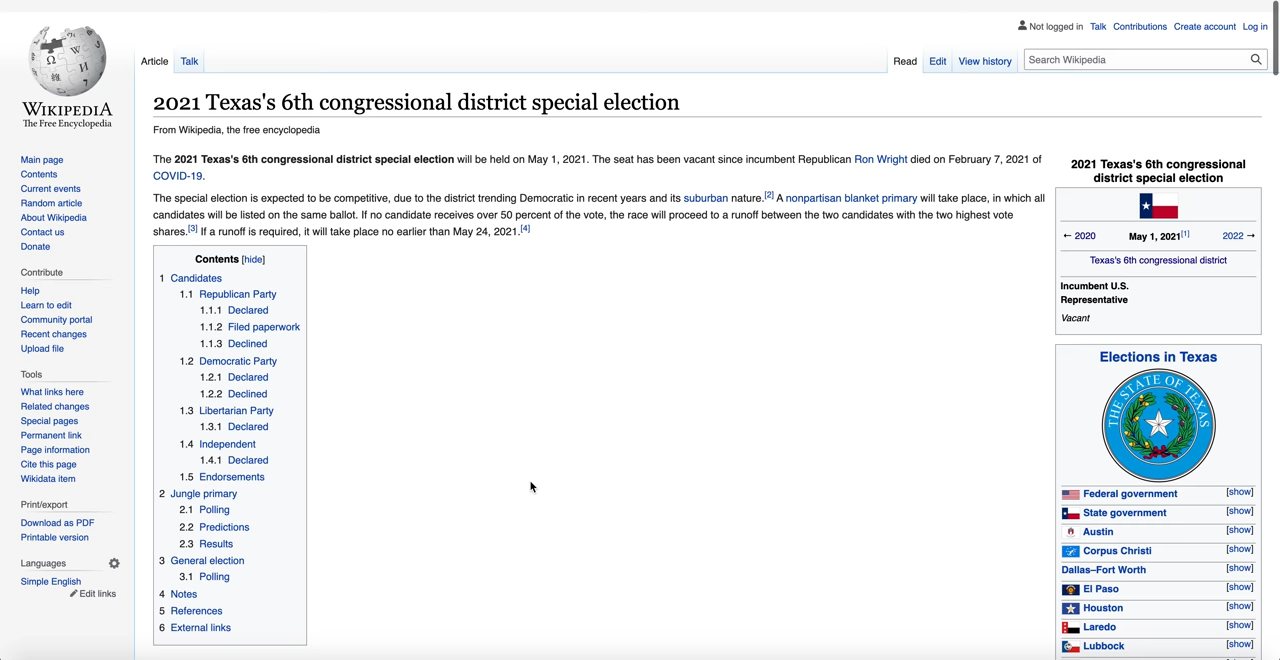 Not logged in Talk Contributions Create account Log in
Article Talk Read Edit View history Search Wikipedia
WIKIPEDIA
The Free Encyclopedia
Main page
Contents
Current events
Random article
About Wikipedia
Contact us
Donate
Contribute
Help
Learn to edit
Community portal
Recent changes
Upload file
Tools
What links here
Related changes
Special pages
Permanent link
Page information
Cite this page
Wikidata item
Print/export
Download as PDF
Printable version
Languages
Simple English
Edit links
2021 Texas's 6th congressional district special election
From Wikipedia, the free encyclopedia
The 2021 Texas's 6th congressional district special election will be held on May 1, 2021. The seat has been vacant since incumbent Republican Ron Wright died on February 7, 2021 of
COVID-19.
The special election is expected to be competitive, due to the district trending Democratic in recent years and its suburban nature.[2] A nonpartisan blanket primary will take place, in which all
candidates will be listed on the same ballot. If no candidate receives over 50 percent of the vote, the race will proceed to a runoff between the two candidates with the two highest vote
shares.[3] If a runoff is required, it will take place no earlier than May 24, 2021.[4]
Contents [hide]
1 Candidates
1.1 Republican Party
1.1.1 Declared
1.1.2 Filed paperwork
1.1.3 Declined
1.2 Democratic Party
1.2.1 Declared
1.2.2 Declined
1.3 Libertarian Party
1.3.1 Declared
1.4 Independent
1.4.1 Declared
1.5 Endorsements
2 Jungle primary
2.1 Polling
2.2 Predictions
2.3 Results
3 General election
3.1 Polling
4 Notes
5 References
6 External links
2021 Texas's 6th congressional
district special election
← 2020 May 1, 2021[1] 2022 →
Texas's 6th congressional district
Incumbent U.S.
Representative
Vacant
Elections in Texas
THE STATE OF TEXAS
Federal government [show]
State government [show]
Austin [show]
Corpus Christi [show]
Dallas–Fort Worth [show]
El Paso [show]
Houston [show]
Laredo [show]
Lubbock [show]